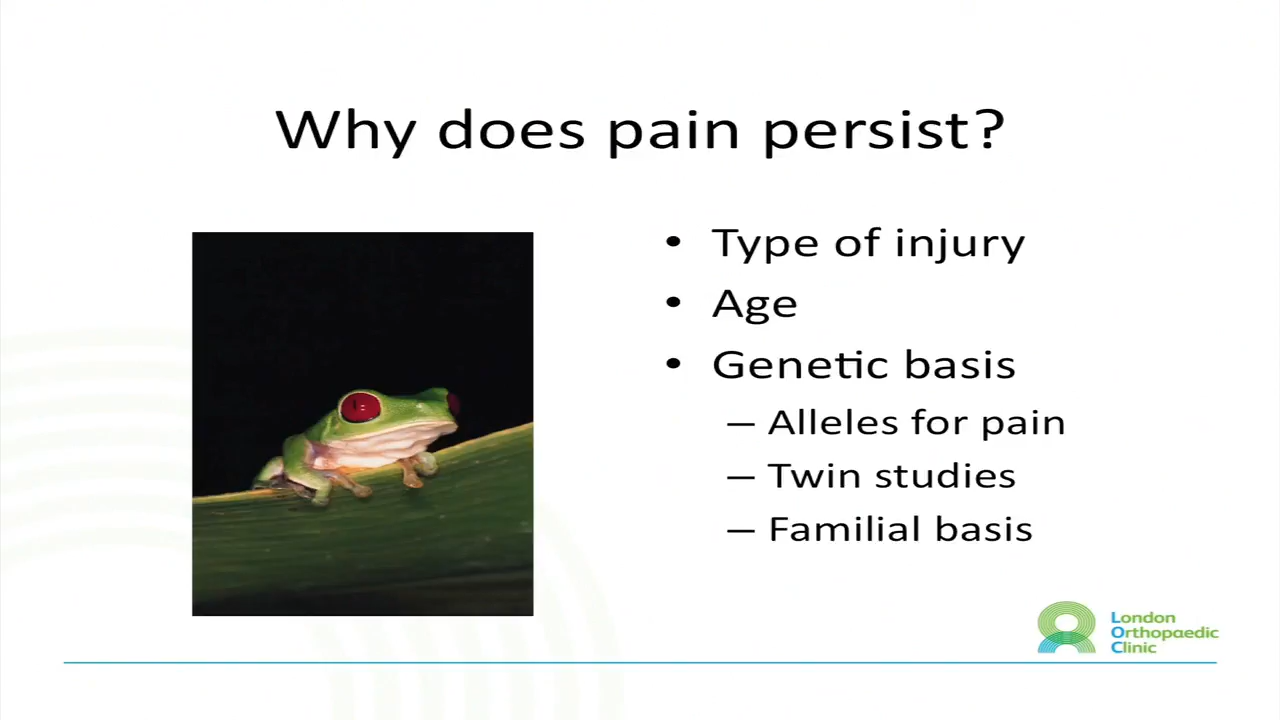 Why does pain persist?
• Type of injury
• Age
• Genetic basis
– Alleles for pain
– Twin studies
– Familial basis
London
Orthopaedic
Clinic